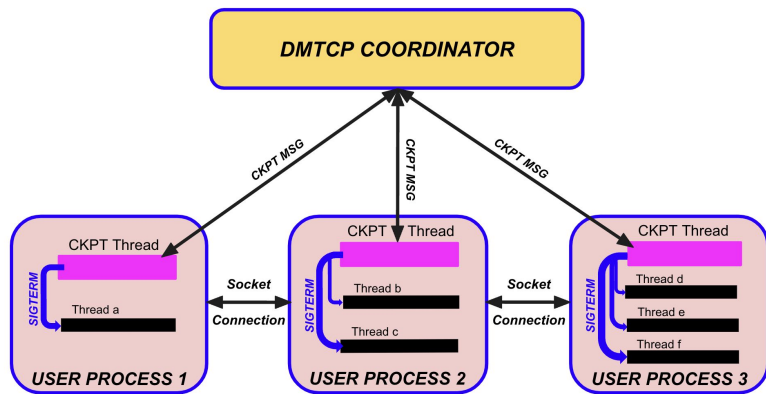 DMTCP COORDINATOR
CKPT MSG
CKPT MSG
CKPT MSG
CKPT Thread
SIGTERM
Thread a
USER PROCESS 1
Socket
Connection
CKPT Thread
SIGTERM
Thread b
Thread c
USER PROCESS 2
Socket
Connection
CKPT Thread
SIGTERM
Thread d
Thread e
Thread f
USER PROCESS 3